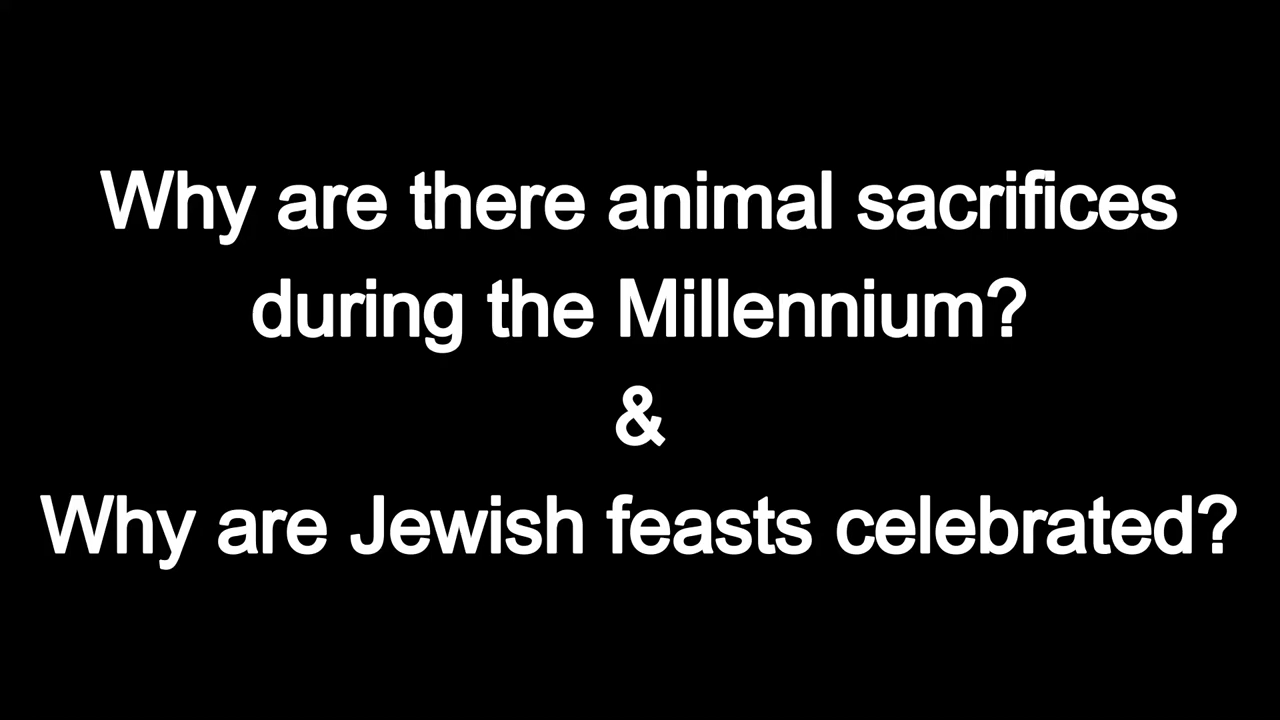 Why are there animal sacrifices
during the Millennium?
&
Why are Jewish feasts celebrated?